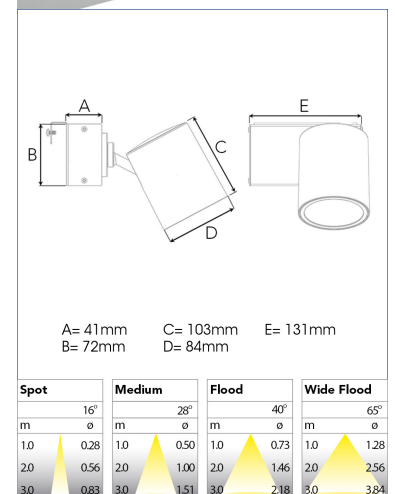 A
B
C
D
E
A= 41mm C= 103mm E= 131mm
B= 72mm D= 84mm
Spot
16°
m ø
1.0 0.28
2.0 0.56
3.0 0.83
Medium
28°
m ø
1.0 0.50
2.0 1.00
3.0 1.51
Flood
40°
m ø
1.0 0.73
2.0 1.46
3.0 2.18
Wide Flood
65°
m ø
1.0 1.28
2.0 2.56
3.0 3.84